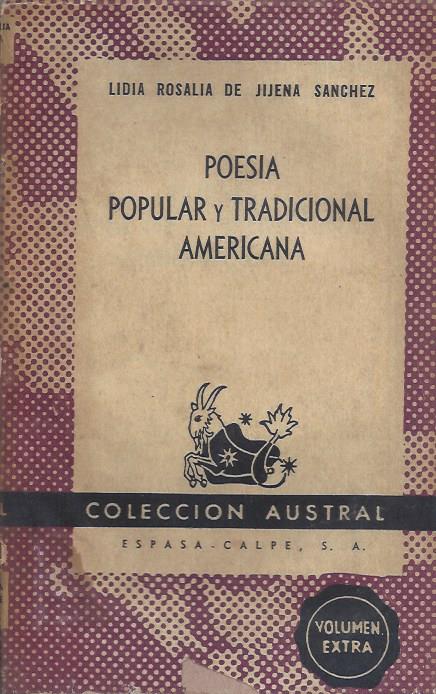 LIDIA ROSALIA DE JIJENA SANCHEZ
POESIA
POPULAR y TRADICIONAL
AMERICANA
COLECCION AUSTRAL
ESPASA-CALPE, S. A.
VOLUMEN
EXTRA